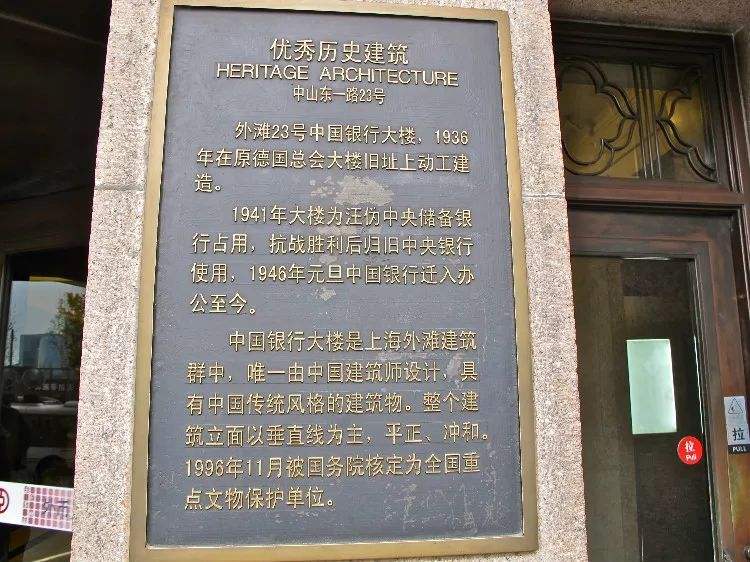 优秀历史建筑
HERITAGE ARCHITECTURE
中山东一路23号
外滩23号中国银行大楼，1936
年在原德国总会大楼旧址上动工建
造。
1941年大楼为汪伪中央储备银
行占用，抗战胜利后归旧中央银行
使用，1946年元旦中国银行迁入办
公至今。
中国银行大楼是上海外滩建筑
群中，唯一由中国建筑师设计，具
有中国传统风格的建筑物。整个建
筑立面以垂直线为主，平正、冲和。
1996年11月被国务院核定为全国重
点文物保护单位。
拉
PULL
拉
Pull